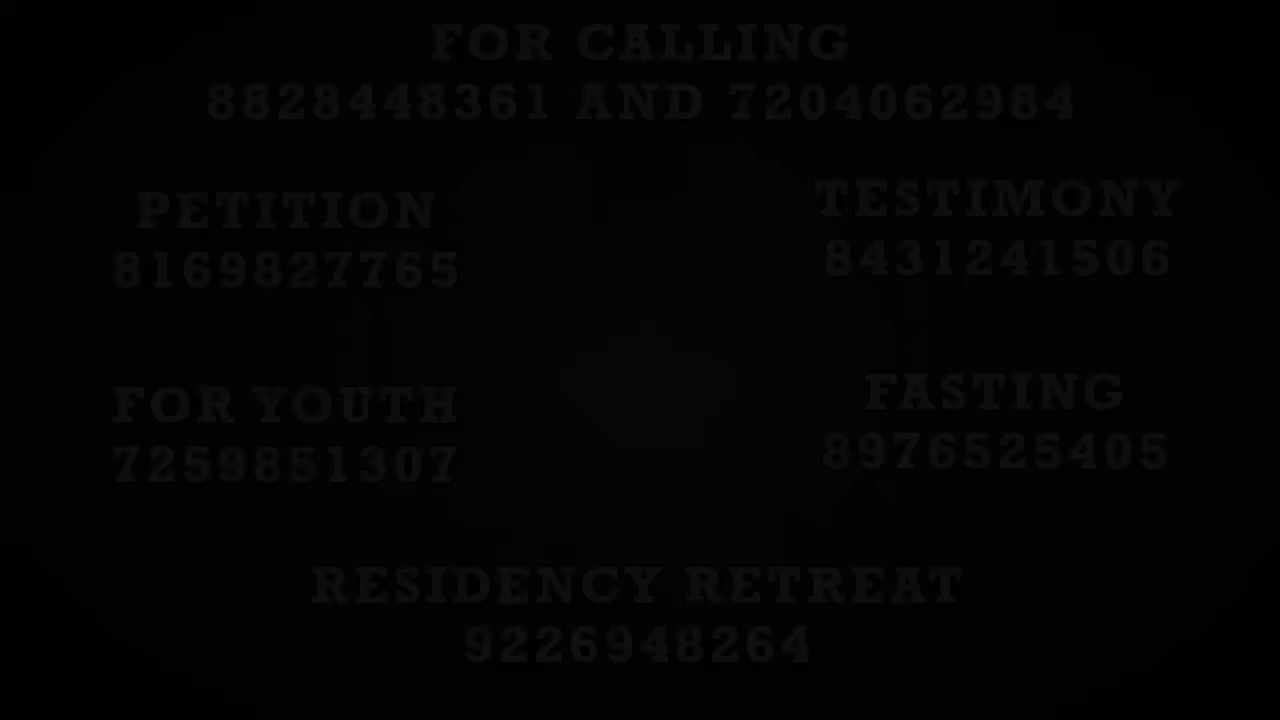 FOR CALLING
8828448361 AND 7204062984
PETITION
8169827765
TESTIMONY
8431241506
FOR YOUTH
7259851307
FASTING
8976525405
RESIDENCY RETREAT
9226948264